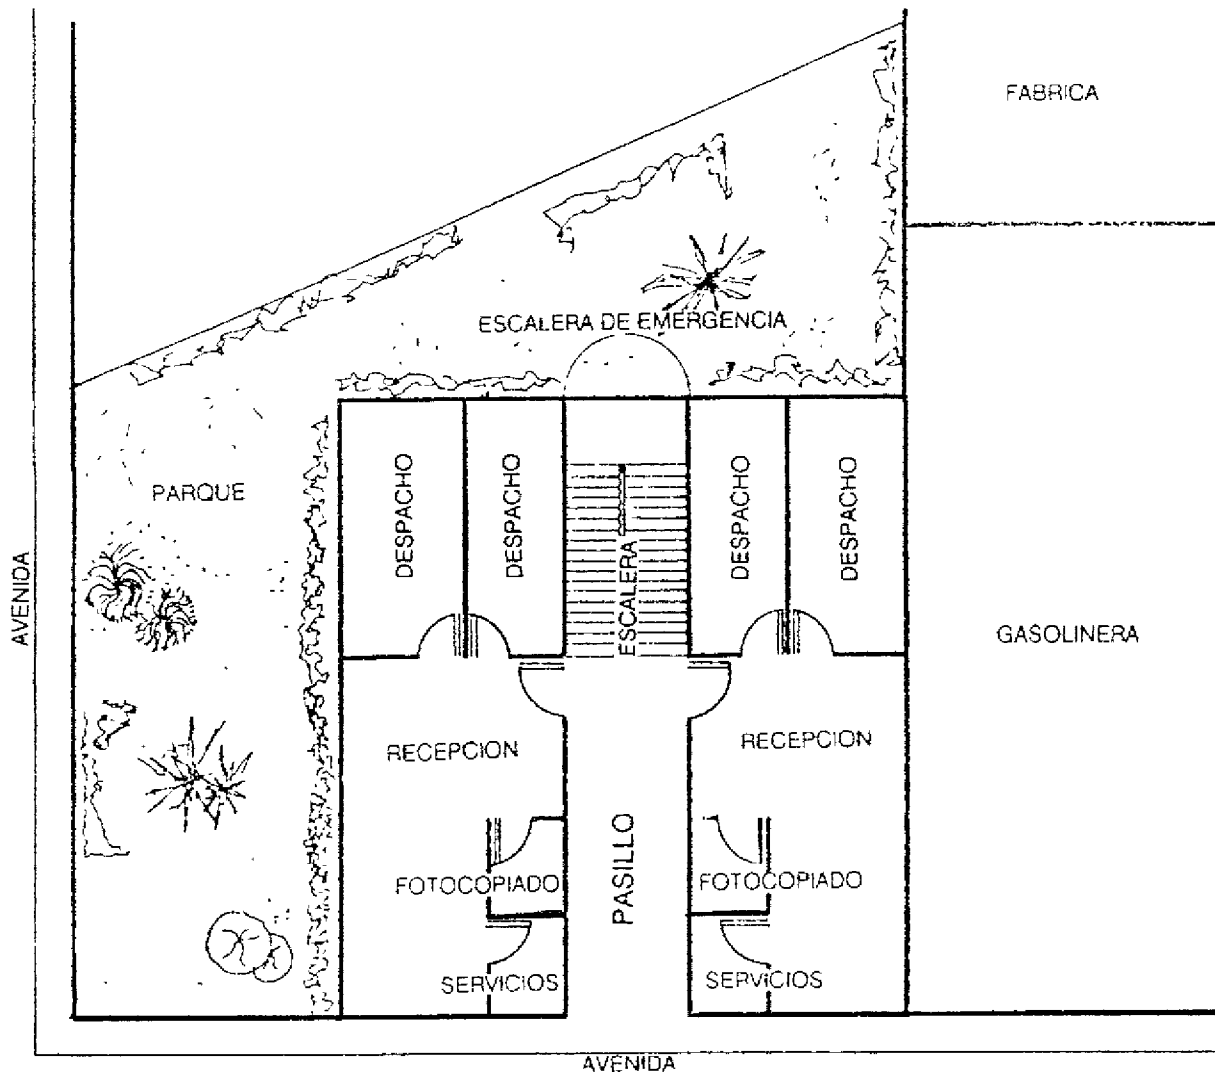 FABRICA
ESCALERA DE EMERGENCIA
PARQUE
DESPACHO
DESPACHO
ESCALERA
DESPACHO
DESPACHO
AVENIDA
GASOLINERA
RECEPCION
RECEPCION
PASILLO
FOTOCOPIADO
FOTOCOPIADO
SERVICIOS
SERVICIOS
AVENIDA